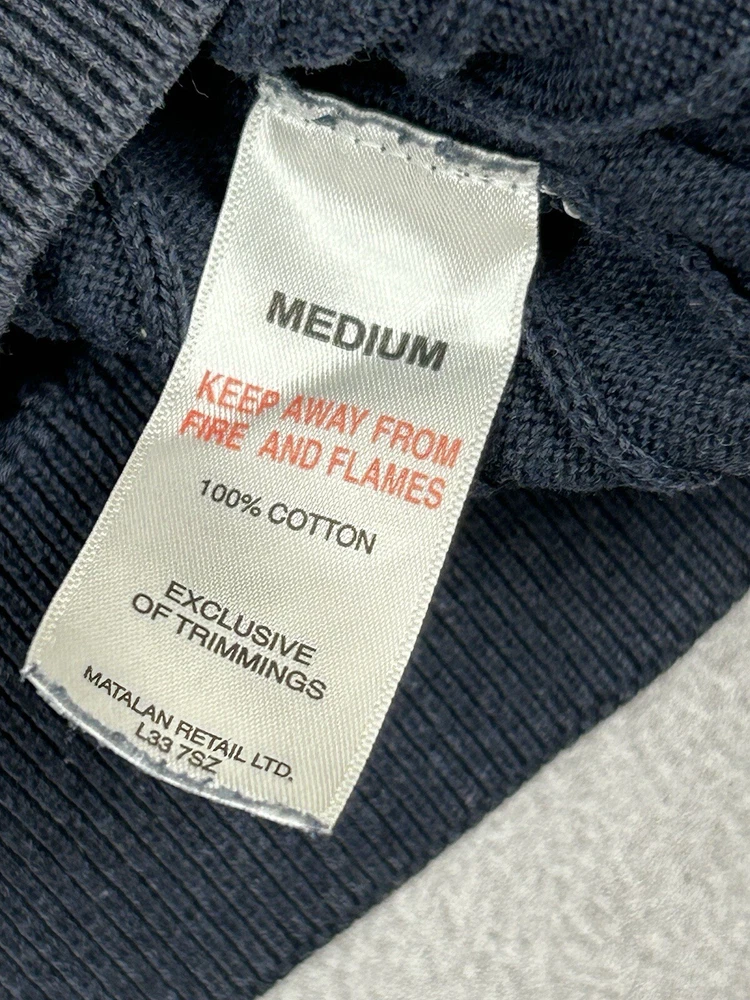 MEDIUM
KEEP AWAY FROM
FIRE AND FLAMES
100% COTTON
EXCLUSIVE
OF TRIMMINGS
MATALAN RETAIL LTD.
L33 7SZ